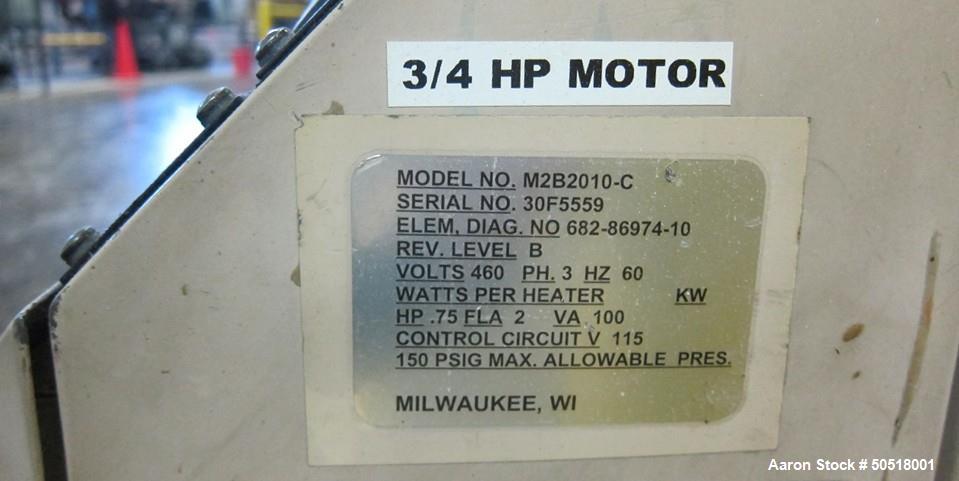 3/4 HP MOTOR
MODEL NO. M2B2010-C
SERIAL NO. 30F5559
ELEM, DIAG. NO 682-86974-10
REV. LEVEL B
VOLTS 460 PH. 3 HZ 60
WATTS PER HEATER KW
HP .75 FLA 2 VA 100
CONTROL CIRCUIT V 115
150 PSIG MAX. ALLOWABLE PRES.
MILWAUKEE, WI
Aaron Stock # 50518001